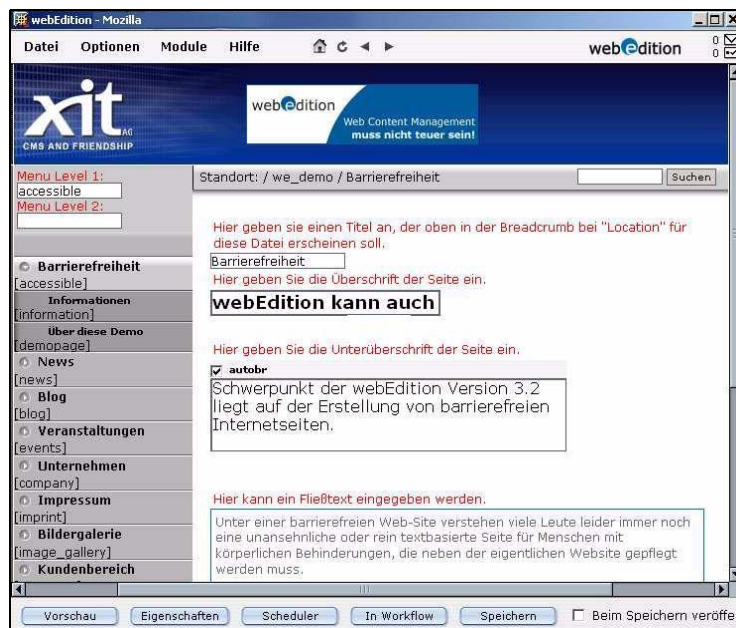 webEdition - Mozilla
Datei Optionen Module Hilfe
webedition
0
0
xit AG
CMS AND FRIENDSHIP
webedition
Web Content Management
muss nicht teuer sein!
Menu Level 1:
accessible
Menu Level 2:
Standort: / we_demo / Barrierefreiheit
Suchen
Barrierefreiheit
[accessible]
Informationen
[information]
Über diese Demo
[demopage]
News
[news]
Blog
[blog]
Veranstaltungen
[events]
Unternehmen
[company]
Impressum
[imprint]
Bildergalerie
[image_gallery]
Kundenbereich
Hier geben sie einen Titel an, der oben in der Breadcrumb bei "Location" für
diese Datei erscheinen soll.
Barrierefreiheit
Hier geben Sie die Überschrift der Seite ein.
webEdition kann auch
Hier geben Sie die Unterüberschrift der Seite ein.
autobr
Schwerpunkt der webEdition Version 3.2
liegt auf der Erstellung von barrierefreien
Internetseiten.
Hier kann ein Fließtext eingegeben werden.
Unter einer barrierefreien Web-Site verstehen viele Leute leider immer noch
eine unansehnliche oder rein textbasierte Seite für Menschen mit
körperlichen Behinderungen, die neben der eigentlichen Website gepflegt
werden muss.
Vorschau Eigenschaften Scheduler In Workflow Speichern Beim Speichern veröffe